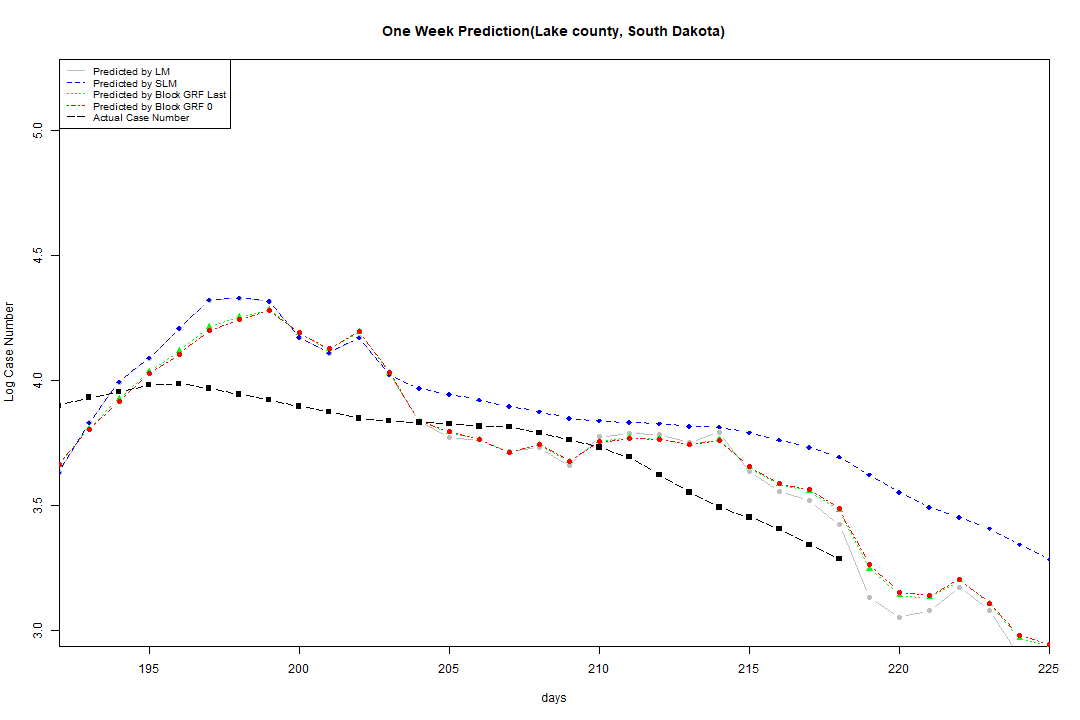 One Week Prediction(Lake county, South Dakota)
Predicted by LM
Predicted by SLM
Predicted by Block GRF Last
Predicted by Block GRF 0
Actual Case Number
5.0
4.5
4.0
3.5
3.0
Log Case Number
195 200 205 210 215 220 225
days